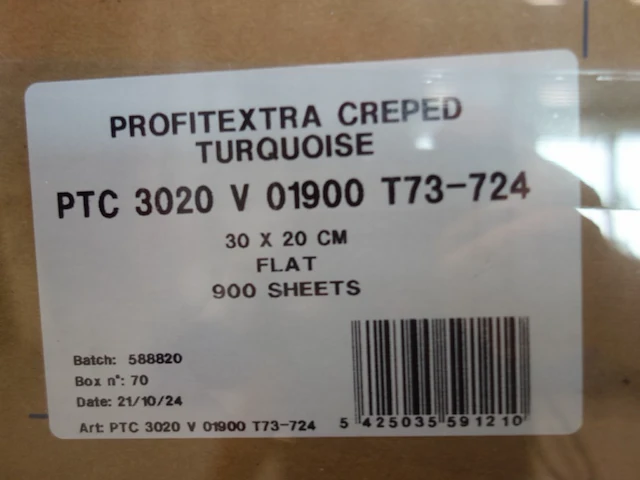 PROFITEXTRA CREPED
TURQUOISE
PTC 3020 V 01900 T73-724
30 X 20 CM
FLAT
900 SHEETS
Batch: 588820
Box n°: 70
Date: 21/10/24
Art: PTC 3020 V 01900 T73-724
5 425035 591210